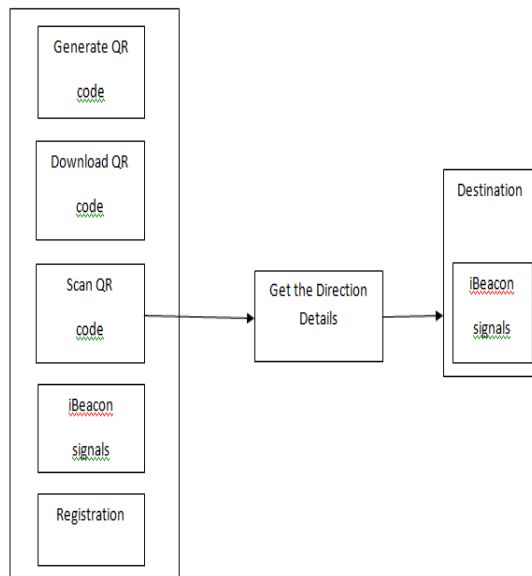 Generate QR
code
Download QR
code
Scan QR
code
iBeacon
signals
Registration
Get the Direction
Details
Destination
iBeacon
signals